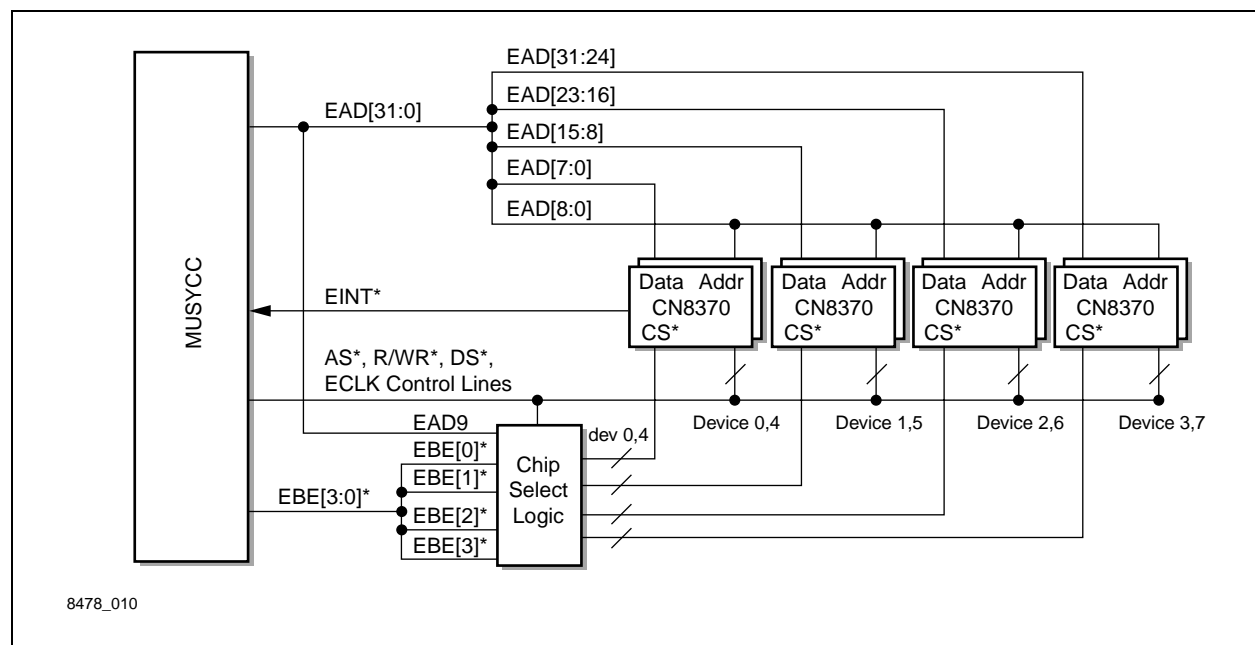 EAD[31:24]
EAD[23:16]
EAD[31:0]
EAD[15:8]
EAD[7:0]
EAD[8:0]
MUSYCC
Data Addr
CN8370
CS*
Data Addr
CN8370
CS*
Data Addr
CN8370
CS*
Data Addr
CN8370
CS*
EINT*
AS*, R/WR*, DS*,
ECLK Control Lines
Device 0,4
Device 1,5
Device 2,6
Device 3,7
EAD9
dev 0,4
EBE[0]*
EBE[1]*
EBE[3:0]*
EBE[2]*
EBE[3]*
Chip
Select
Logic
8478_010